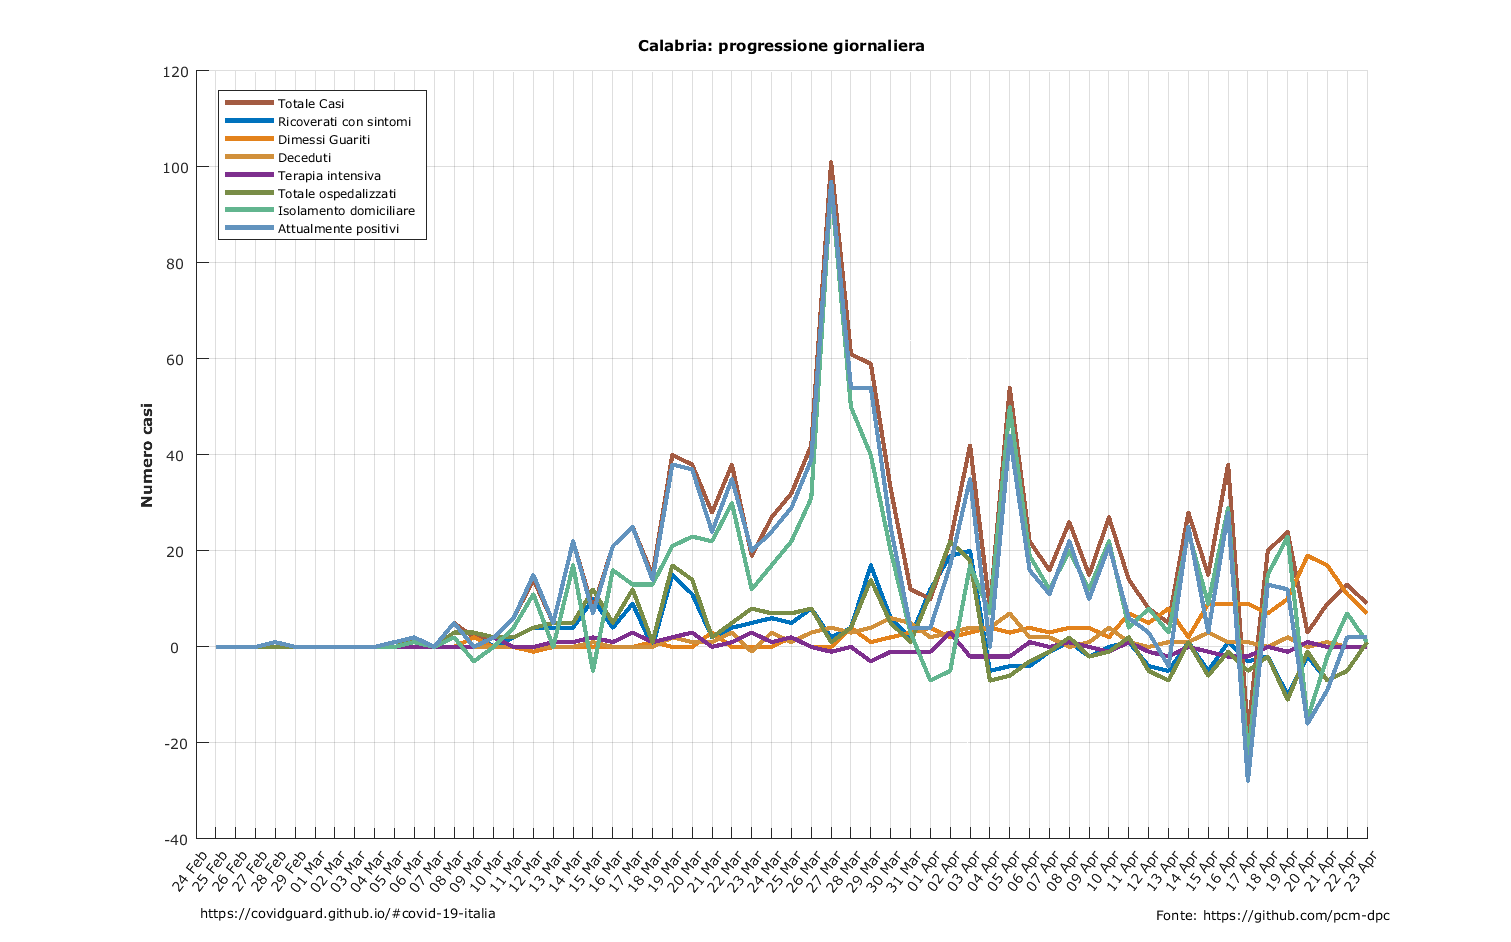 Calabria: progressione giornaliera
120
100
80
60
40
20
0
-20
-40
Numero casi
Totale Casi
Ricoverati con sintomi
Dimessi Guariti
Deceduti
Terapia intensiva
Totale ospedalizzati
Isolamento domiciliare
Attualmente positivi
24 Feb
25 Feb
26 Feb
27 Feb
28 Feb
29 Feb
01 Mar
02 Mar
03 Mar
04 Mar
05 Mar
06 Mar
07 Mar
08 Mar
09 Mar
10 Mar
11 Mar
12 Mar
13 Mar
14 Mar
15 Mar
16 Mar
17 Mar
18 Mar
19 Mar
20 Mar
21 Mar
22 Mar
23 Mar
24 Mar
25 Mar
26 Mar
27 Mar
28 Mar
29 Mar
30 Mar
31 Mar
01 Apr
02 Apr
03 Apr
04 Apr
05 Apr
06 Apr
07 Apr
08 Apr
09 Apr
10 Apr
11 Apr
12 Apr
13 Apr
14 Apr
15 Apr
16 Apr
17 Apr
18 Apr
19 Apr
20 Apr
21 Apr
22 Apr
23 Apr
https://covidguard.github.io/#covid-19-italia
Fonte: https://github.com/pcm-dpc